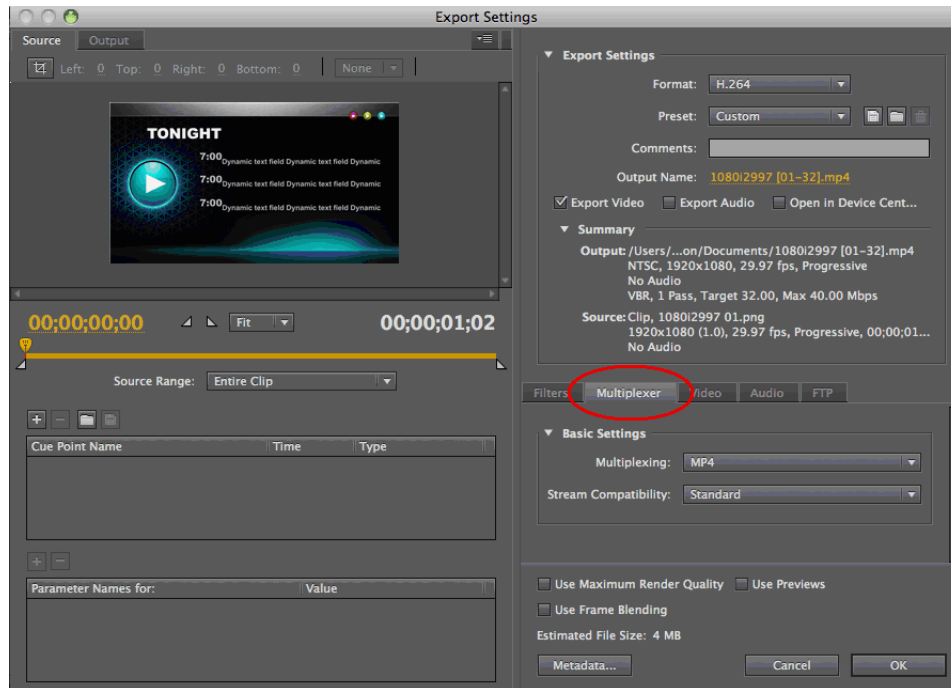 Export Settings
Source Output
Left: 0 Top: 0 Right: 0 Bottom: 0 None
TONIGHT
7:00 Dynamic text field Dynamic text field Dynamic
7:00 Dynamic text field Dynamic text field Dynamic
7:00 Dynamic text field Dynamic text field Dynamic
00;00;00;00 Fit 00;00;01;02
Source Range: Entire Clip
Cue Point Name Time Type
Parameter Names for: Value
Export Settings
Format: H.264
Preset: Custom
Comments:
Output Name: 1080i2997 [01-32].mp4
Export Video Export Audio Open in Device Cent...
Summary
Output: /Users/...on/Documents/1080i2997 [01-32].mp4
NTSC, 1920x1080, 29.97 fps, Progressive
No Audio
VBR, 1 Pass, Target 32.00, Max 40.00 Mbps
Source: Clip, 1080i2997 01.png
1920x1080 (1.0), 29.97 fps, Progressive, 00;00;01...
No Audio
Filters Multiplexer Video Audio FTP
Basic Settings
Multiplexing: MP4
Stream Compatibility: Standard
Use Maximum Render Quality Use Previews
Use Frame Blending
Estimated File Size: 4 MB
Metadata... Cancel OK